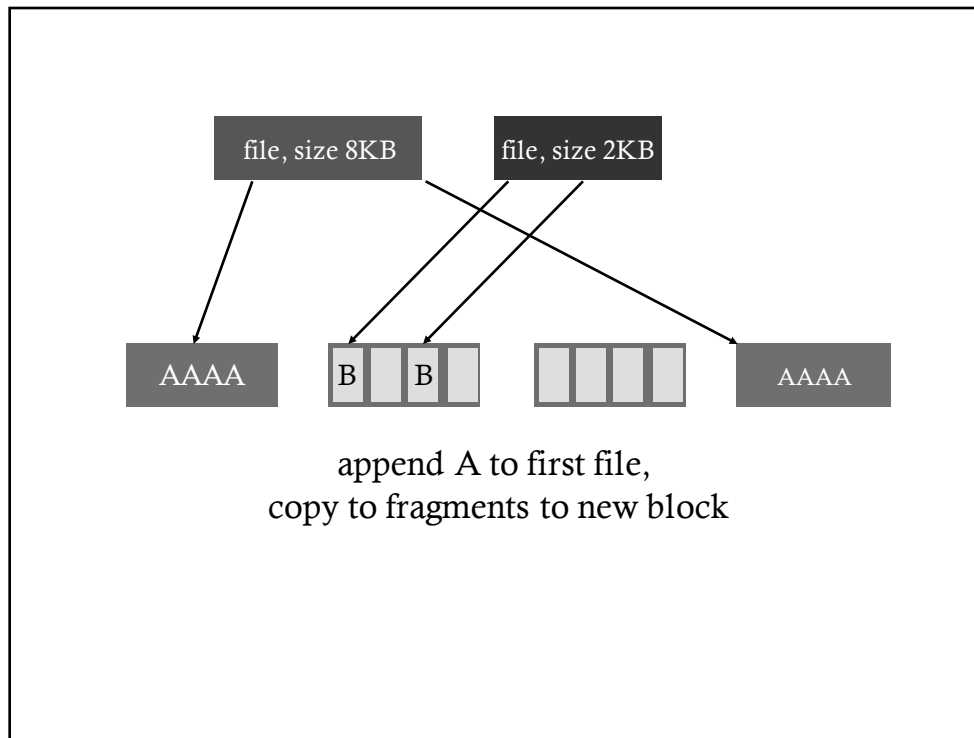 file, size 8KB
file, size 2KB
AAAA
B
B
AAAA
append A to first file,
copy to fragments to new block